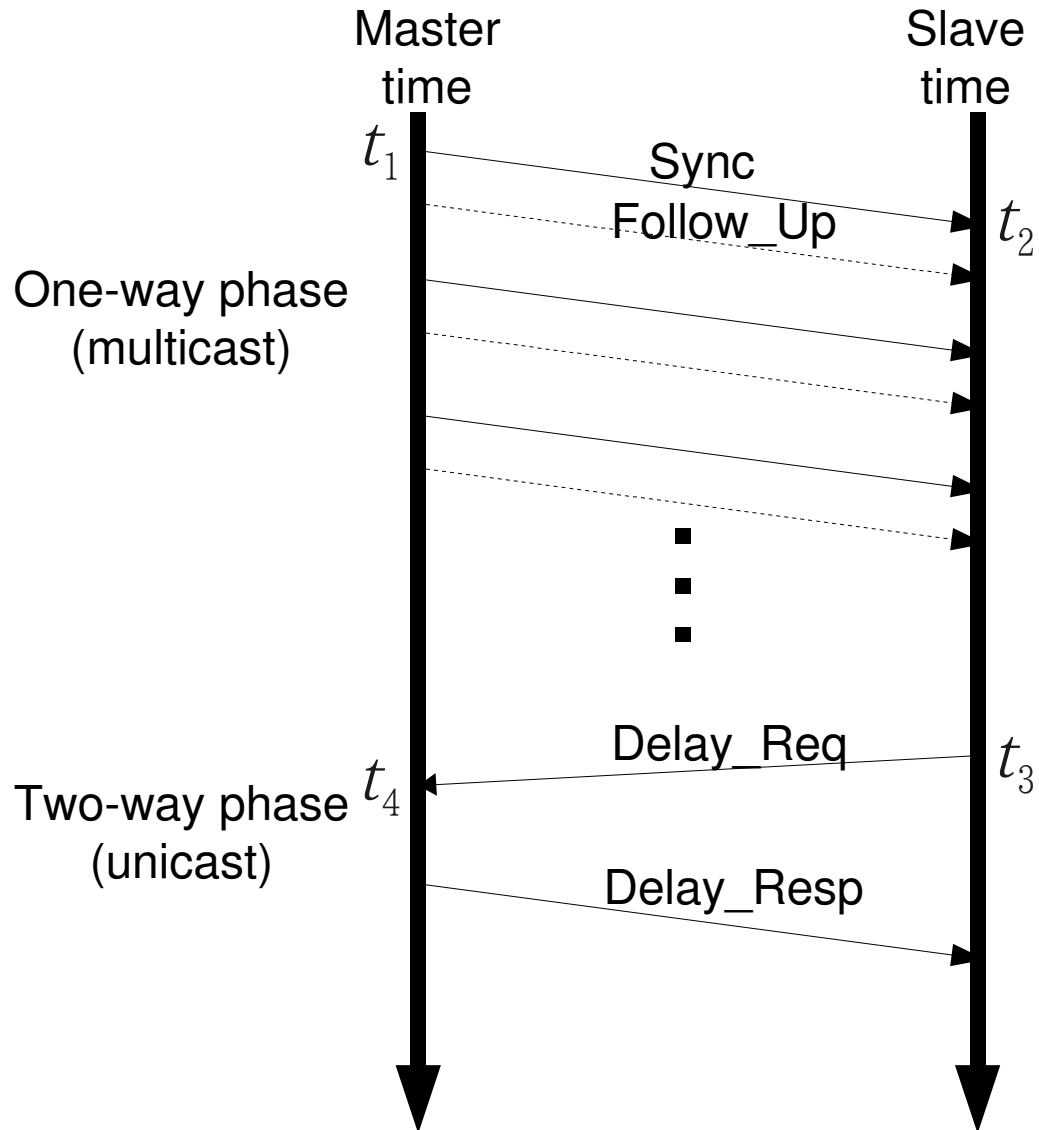 Master
time
Slave
time
t1
Sync
Follow_Up
t2
One-way phase
(multicast)
Delay_Req
t3
t4
Two-way phase
(unicast)
Delay_Resp